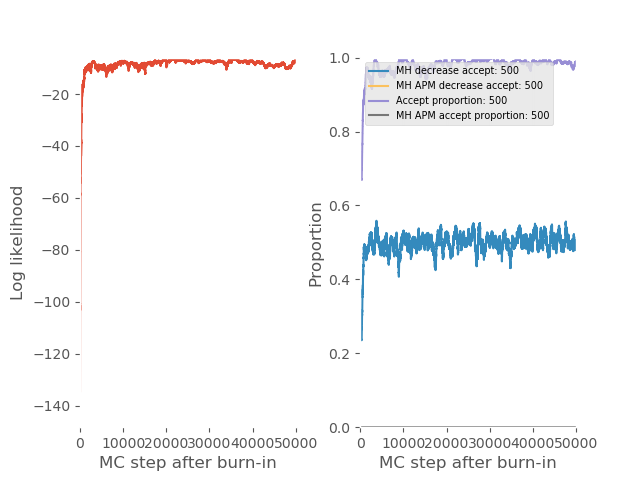 −20
−40
−60
−80
−100
−120
−140
0 10000 20000 30000 40000 50000
MC step after burn-in
Log likelihood
1.0
0.8
0.6
0.4
0.2
0.0
0 10000 20000 30000 40000 50000
MC step after burn-in
Proportion
MH decrease accept: 500
MH APM decrease accept: 500
Accept proportion: 500
MH APM accept proportion: 500